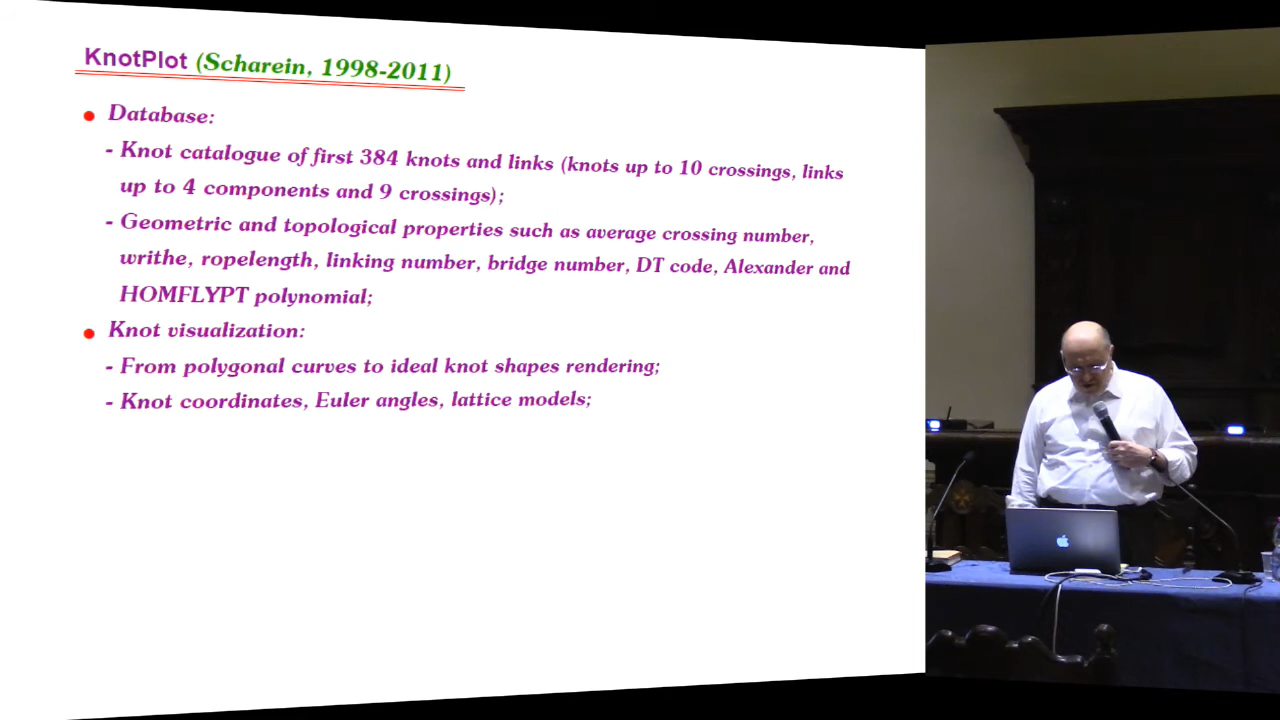 KnotPlot (Scharein, 1998-2011)
• Database:
- Knot catalogue of first 384 knots and links (knots up to 10 crossings, links
up to 4 components and 9 crossings);
- Geometric and topological properties such as average crossing number,
writhe, ropelength, linking number, bridge number, DT code, Alexander and
HOMFLYPT polynomial;
• Knot visualization:
- From polygonal curves to ideal knot shapes rendering;
- Knot coordinates, Euler angles, lattice models;